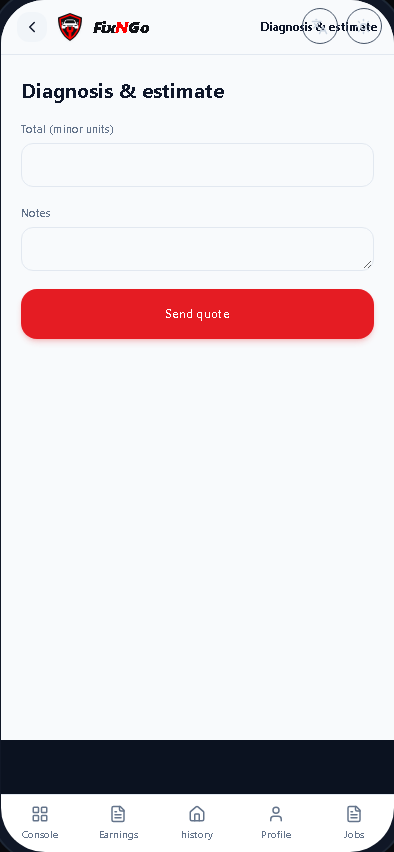 FixNGo
Diagnosis & estimate
Diagnosis & estimate
Total (minor units)
Notes
Send quote
Console
Earnings
history
Profile
Jobs